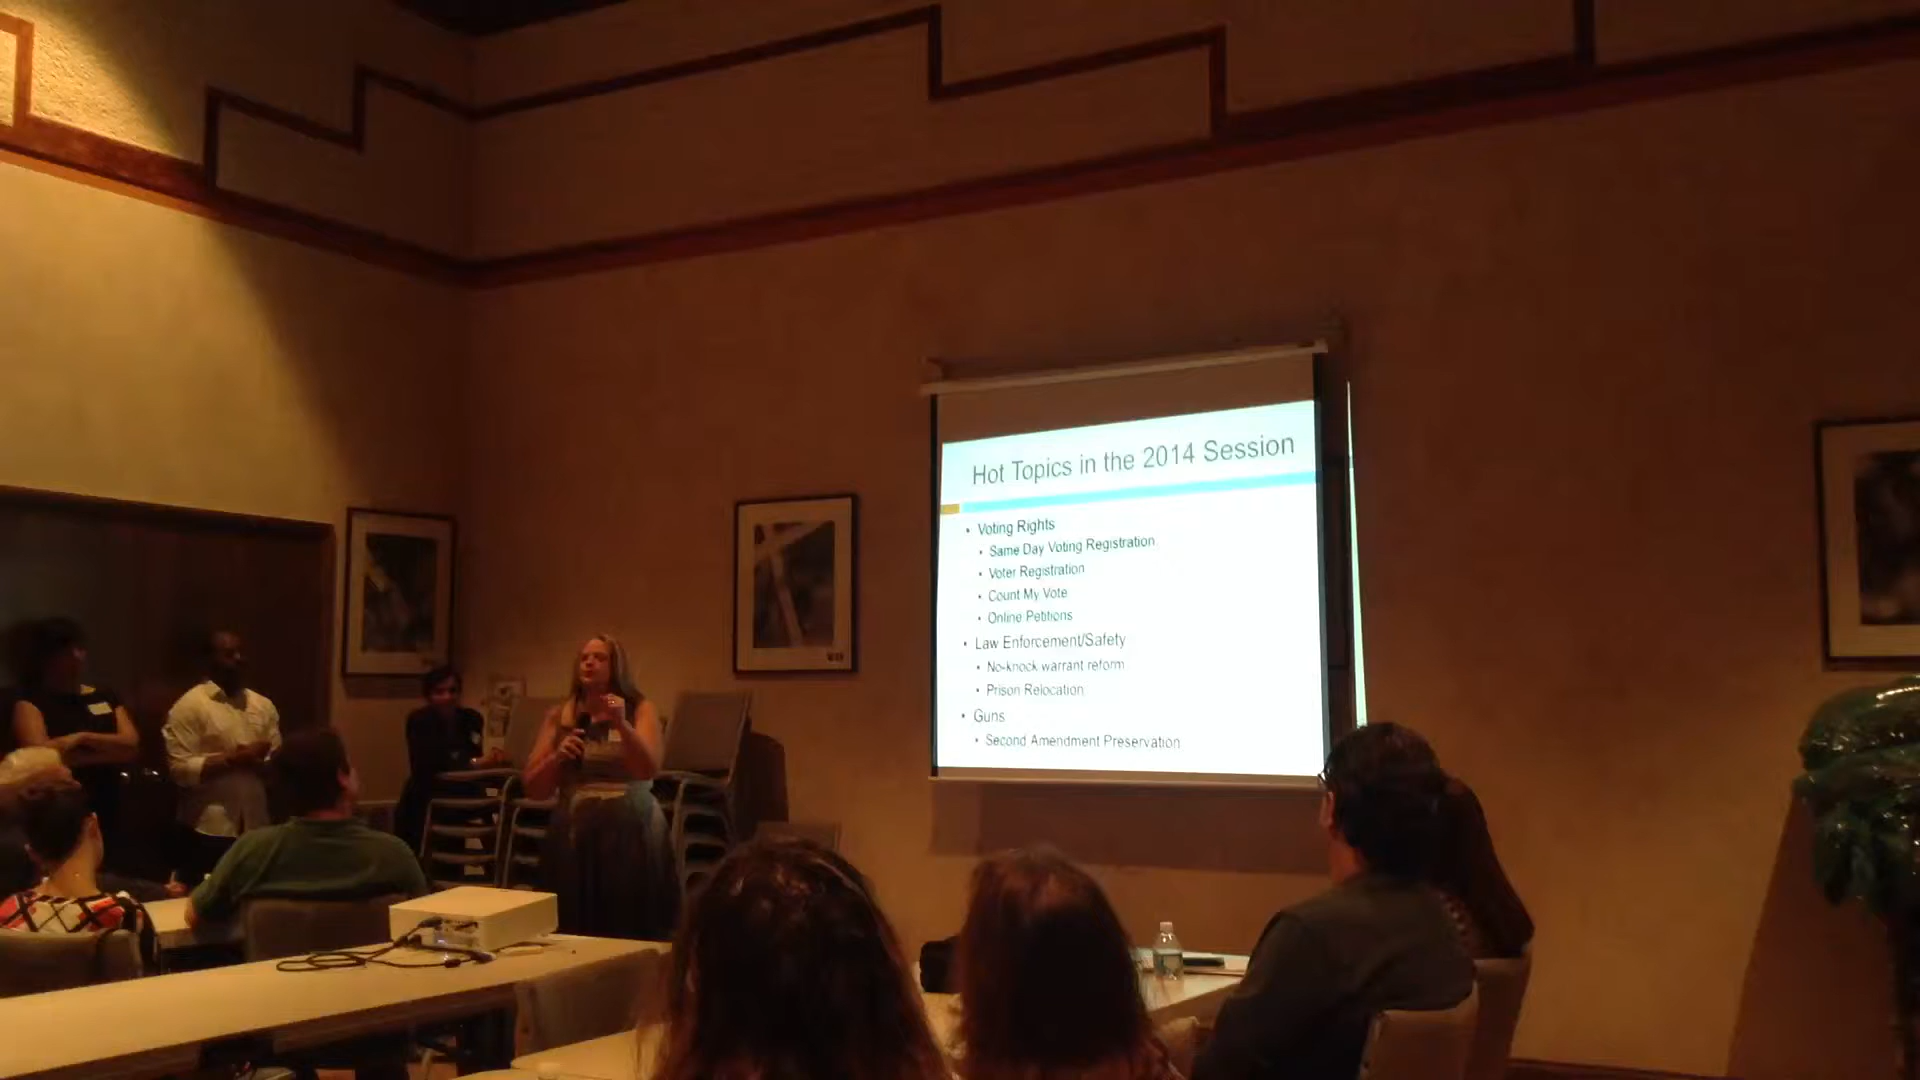 Hot Topics in the 2014 Session
• Voting Rights
• Same Day Voting Registration
• Voter Registration
• Count My Vote
• Online Petitions
• Law Enforcement/Safety
• No-knock warrant reform
• Prison Relocation
• Guns
• Second Amendment Preservation